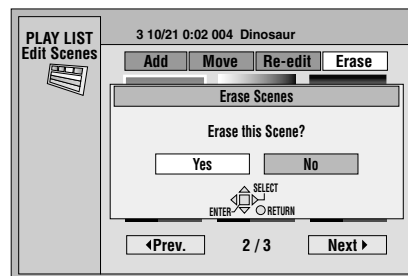 PLAY LIST
Edit Scenes
3 10/21 0:02 004 Dinosaur
Add Move Re-edit Erase
Erase Scenes
Erase this Scene?
Yes No
SELECT
ENTER RETURN
Prev. 2 / 3 Next